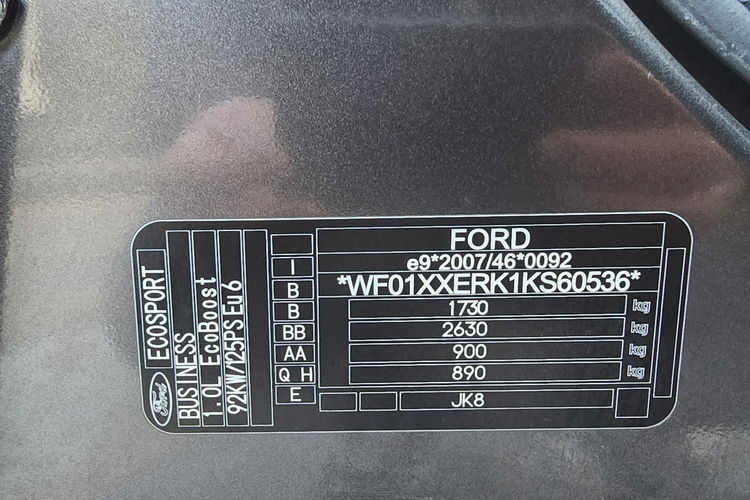 FORD
e9*2007/46*0092
*WF01XXERK1KS60536*
1730 kg
2630 kg
900 kg
890 kg
JK8
I
B
B
BB
AA
Q H
E
Ford
ECOSPORT
BUSINESS
1.0L EcoBoost
92KW/125PS Eu6